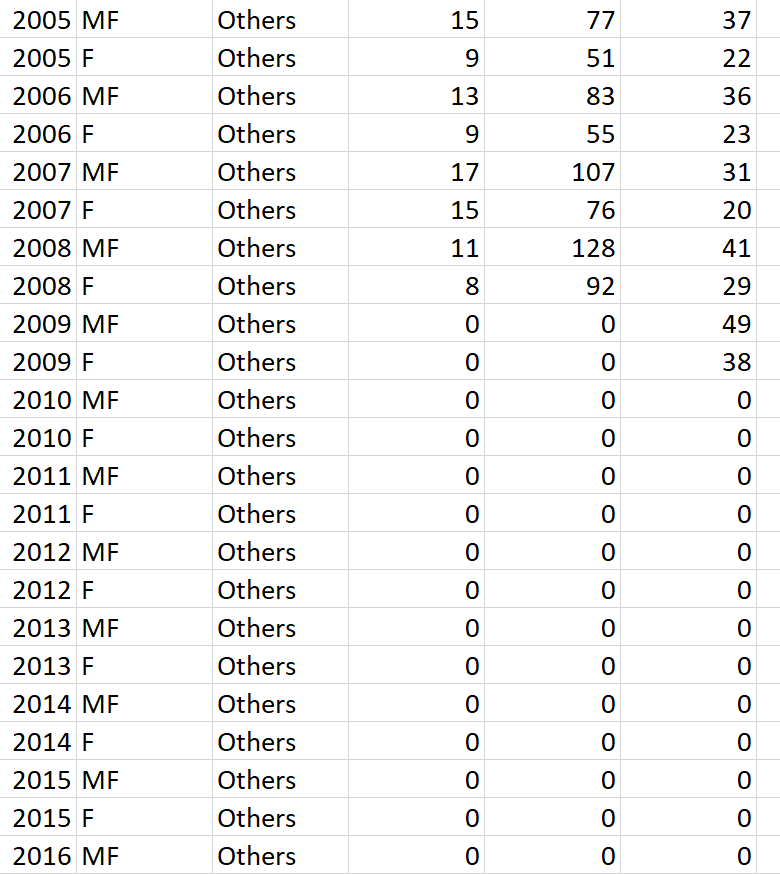 2005 MF Others 15 77 37
2005 F Others 9 51 22
2006 MF Others 13 83 36
2006 F Others 9 55 23
2007 MF Others 17 107 31
2007 F Others 15 76 20
2008 MF Others 11 128 41
2008 F Others 8 92 29
2009 MF Others 0 0 49
2009 F Others 0 0 38
2010 MF Others 0 0 0
2010 F Others 0 0 0
2011 MF Others 0 0 0
2011 F Others 0 0 0
2012 MF Others 0 0 0
2012 F Others 0 0 0
2013 MF Others 0 0 0
2013 F Others 0 0 0
2014 MF Others 0 0 0
2014 F Others 0 0 0
2015 MF Others 0 0 0
2015 F Others 0 0 0
2016 MF Others 0 0 0